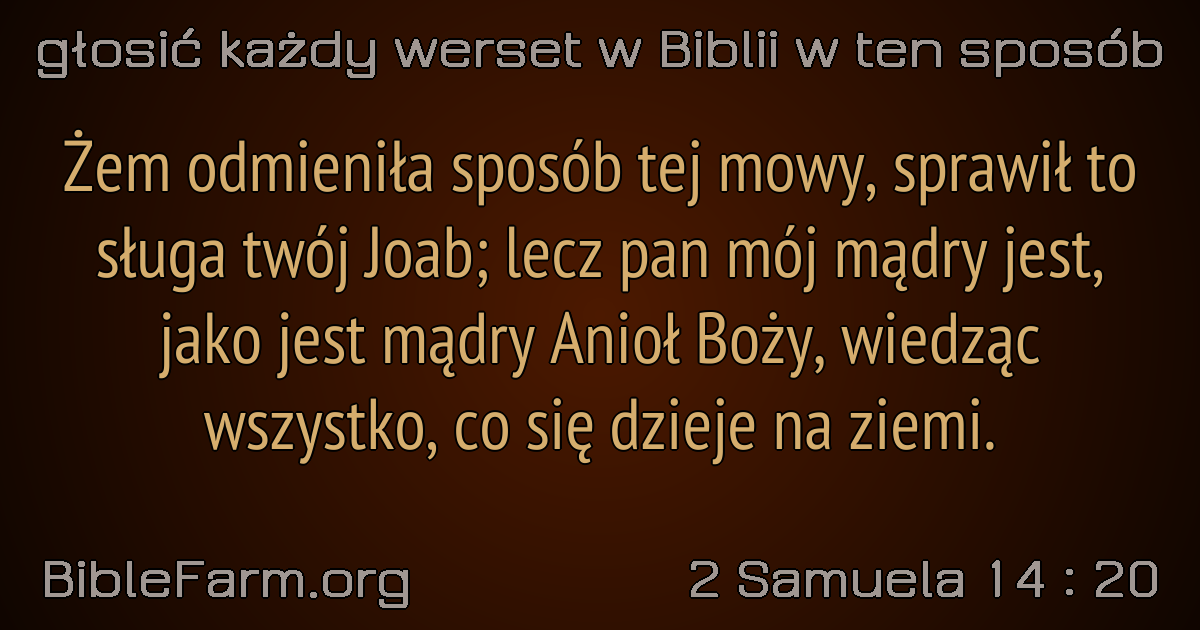 głosić każdy werset w Biblii w ten sposób
Żem odmieniła sposób tej mowy, sprawił to
sługa twój Joab; lecz pan mój mądry jest,
jako jest mądry Anioł Boży, wiedząc
wszystko, co się dzieje na ziemi.
BibleFarm.org
2 Samuela 14 : 20